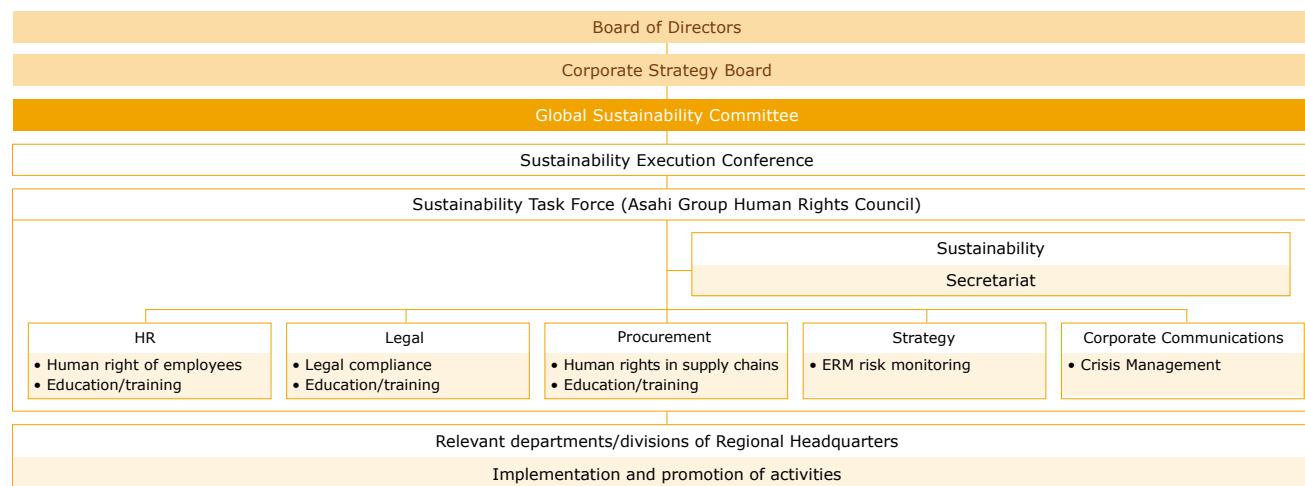 Board of Directors
Corporate Strategy Board
Global Sustainability Committee
Sustainability Execution Conference
Sustainability Task Force (Asahi Group Human Rights Council)
Sustainability
Secretariat
HR
• Human right of employees
• Education/training
Legal
• Legal compliance
• Education/training
Procurement
• Human rights in supply chains
• Education/training
Strategy
• ERM risk monitoring
Corporate Communications
• Crisis Management
Relevant departments/divisions of Regional Headquarters
Implementation and promotion of activities